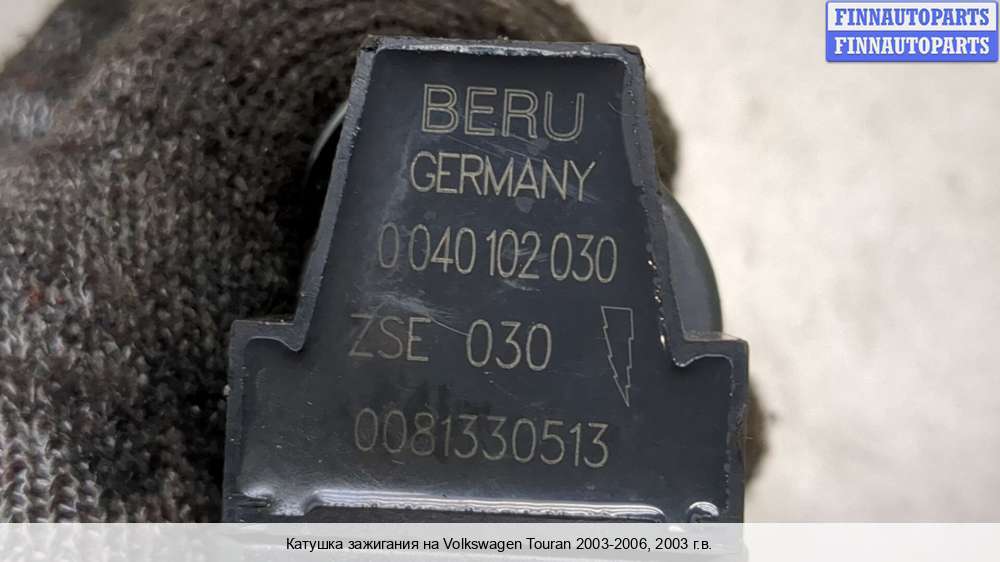 FINNAUTOPARTS
FINNAUTOPARTS
BERU
GERMANY
0 040 102 030
ZSE 030
0081330513
Катушка зажигания на Volkswagen Touran 2003-2006, 2003 г.в.